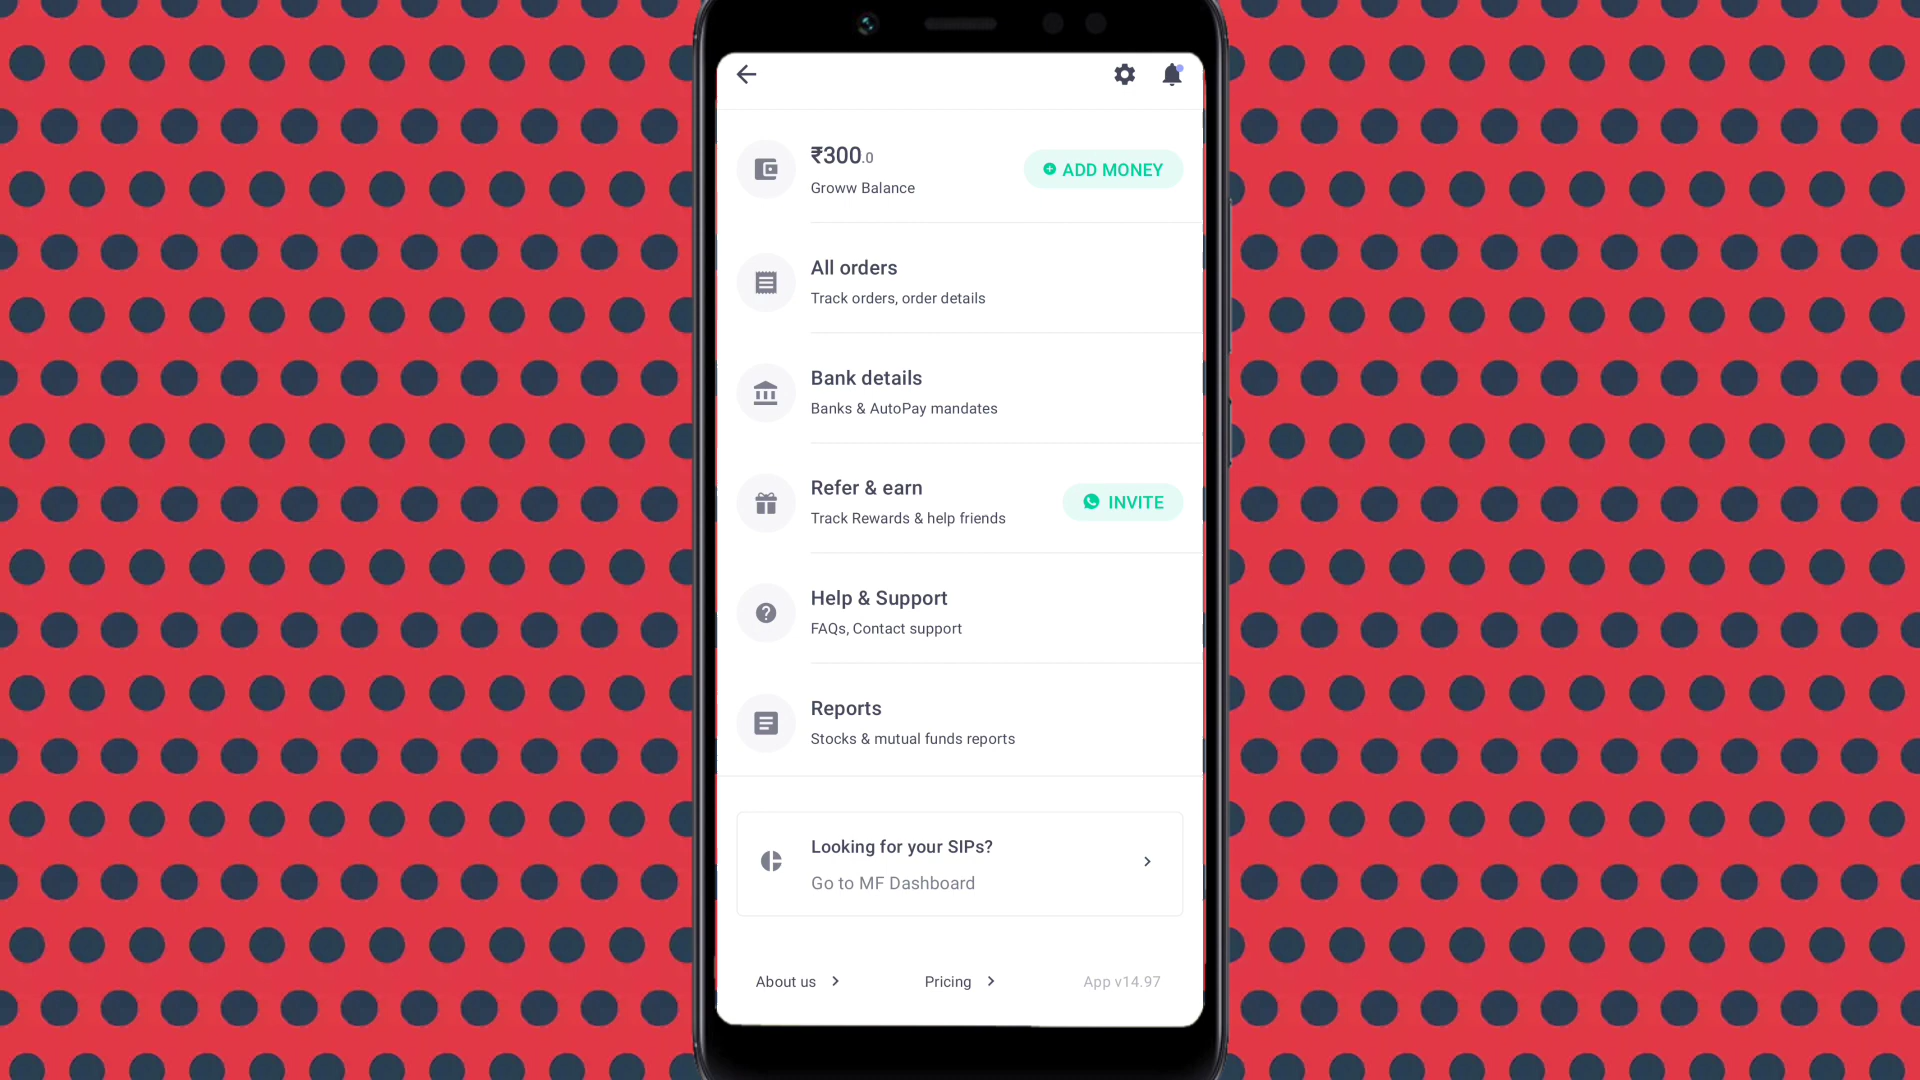 ₹300.0
Groww Balance
ADD MONEY
All orders
Track orders, order details
Bank details
Banks & AutoPay mandates
Refer & earn
Track Rewards & help friends
INVITE
Help & Support
FAQs, Contact support
Reports
Stocks & mutual funds reports
Looking for your SIPs?
Go to MF Dashboard
About us
Pricing
App v14.97